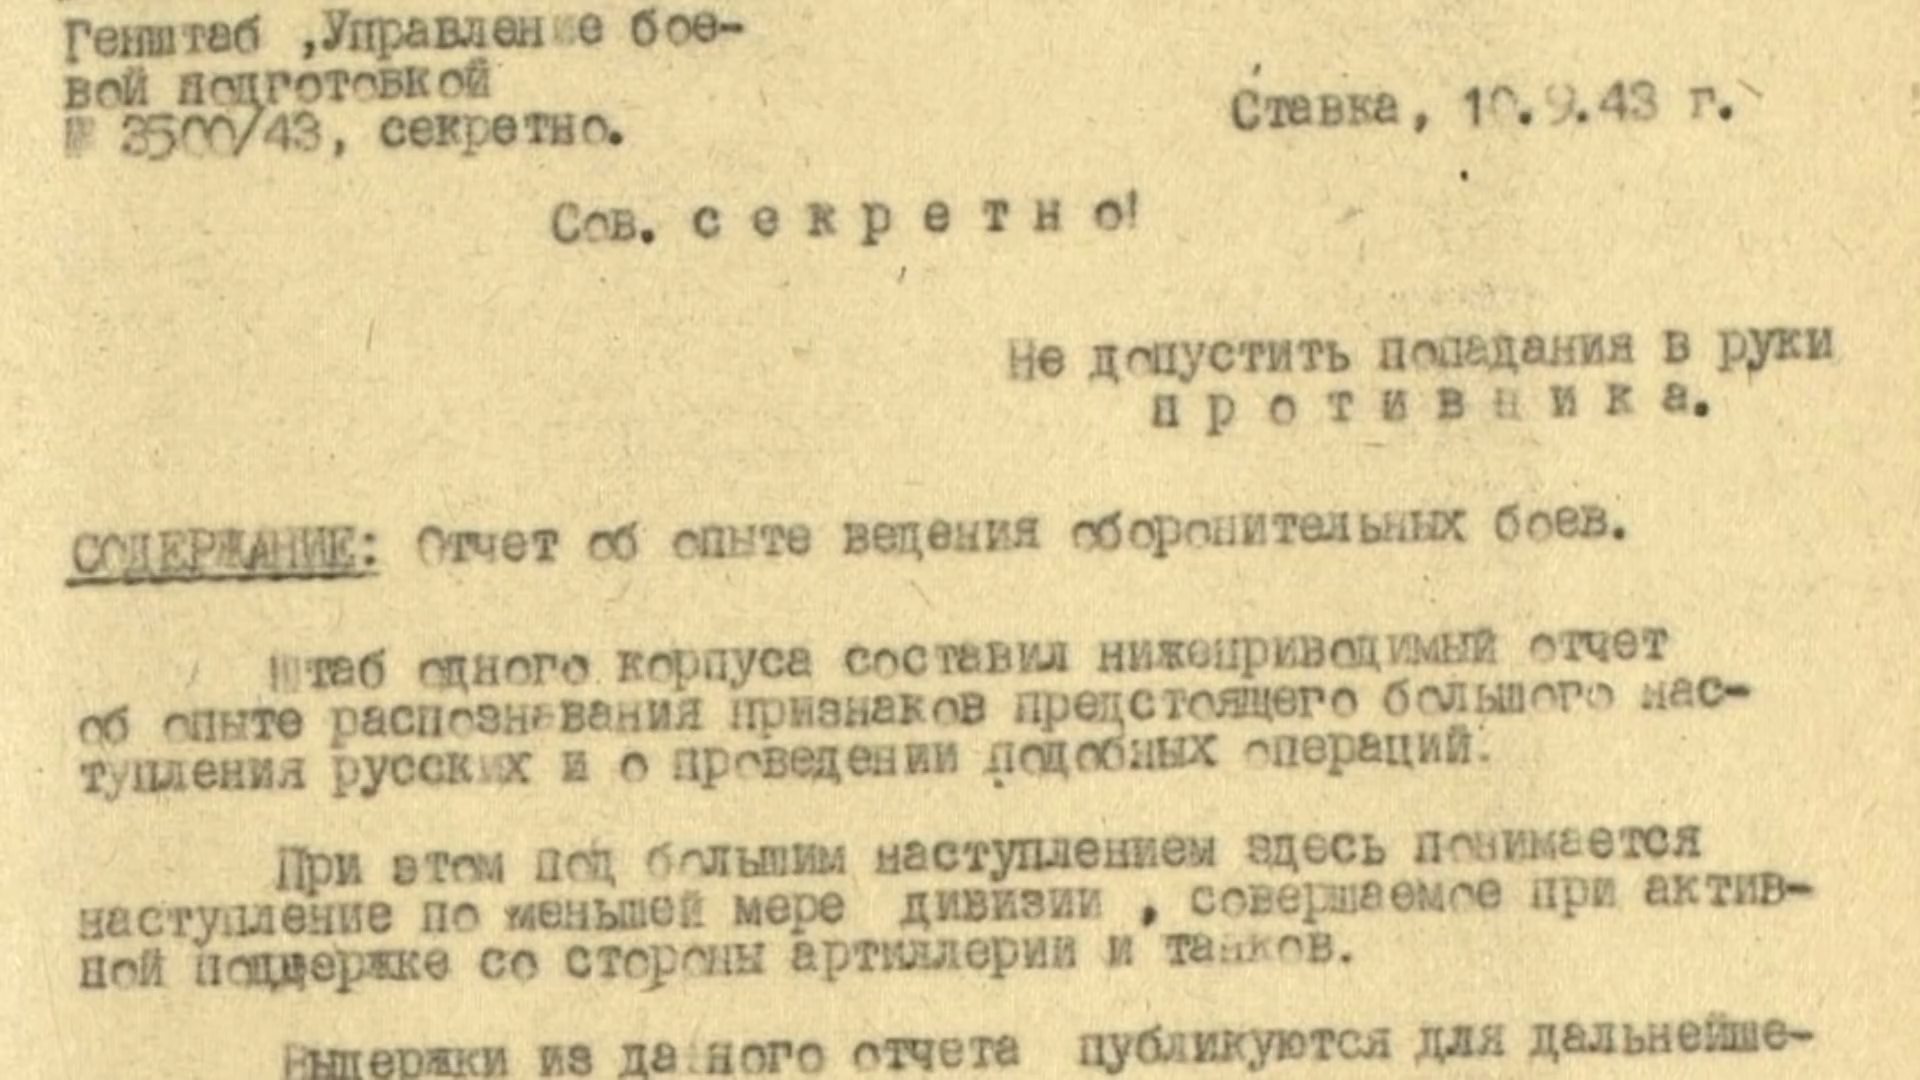 Генштаб ,Управление бое-
вой подготовкой
№ 3500/43, секретно.
Ставка, 10.9.43 г.
Сов. с е к р е т н о!
Не допустить попадания в руки
п р о т и в н и к а.
СОДЕРЖАНИЕ: Отчет об опыте ведения оборонительных боев.
Штаб одного корпуса составил нижеприводимый отчет
об опыте распознавания признаков предстоящего большого нас-
тупления русских и о проведении подобных операций.
При этом под большим наступлением здесь понимается
наступление по меньшей мере дивизии , совершаемое при актив-
ной поддержке со стороны артиллерии и танков.
Выдержки из данного отчета публикуются для дальнейше-